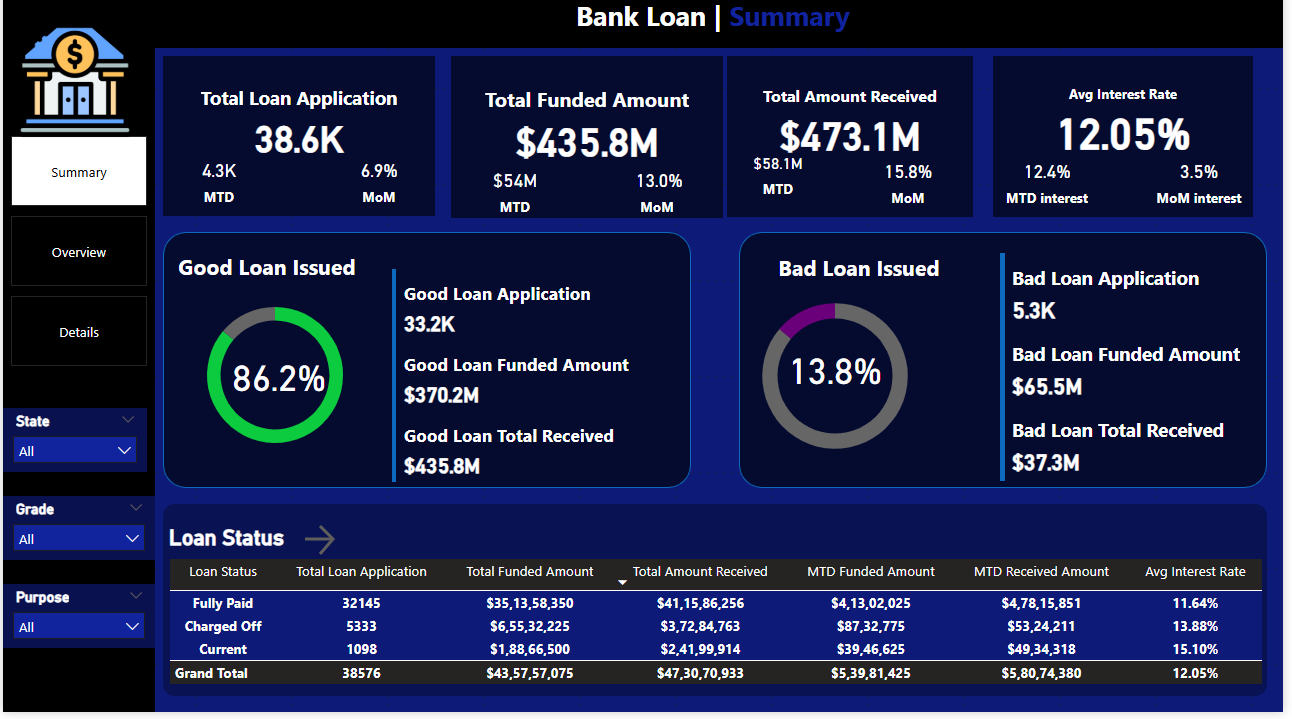 Bank Loan | Summary
$
Summary
Overview
Details
State
All
Grade
All
Purpose
All
Total Loan Application
38.6K
4.3K 6.9%
MTD MoM
Total Funded Amount
$435.8M
$54M 13.0%
MTD MoM
Total Amount Received
$473.1M
$58.1M 15.8%
MTD MoM
Avg Interest Rate
12.05%
12.4% 3.5%
MTD interest MoM interest
Good Loan Issued
86.2%
Good Loan Application
33.2K
Good Loan Funded Amount
$370.2M
Good Loan Total Received
$435.8M
Bad Loan Issued
13.8%
Bad Loan Application
5.3K
Bad Loan Funded Amount
$65.5M
Bad Loan Total Received
$37.3M
Loan Status
Loan Status Total Loan Application Total Funded Amount Total Amount Received MTD Funded Amount MTD Received Amount Avg Interest Rate
Fully Paid 32145 $35,13,58,350 $41,15,86,256 $4,13,02,025 $4,78,15,851 11.64%
Charged Off 5333 $6,55,32,225 $3,72,84,763 $87,32,775 $53,24,211 13.88%
Current 1098 $1,88,66,500 $2,41,99,914 $39,46,625 $49,34,318 15.10%
Grand Total 38576 $43,57,57,075 $47,30,70,933 $5,39,81,425 $5,80,74,380 12.05%